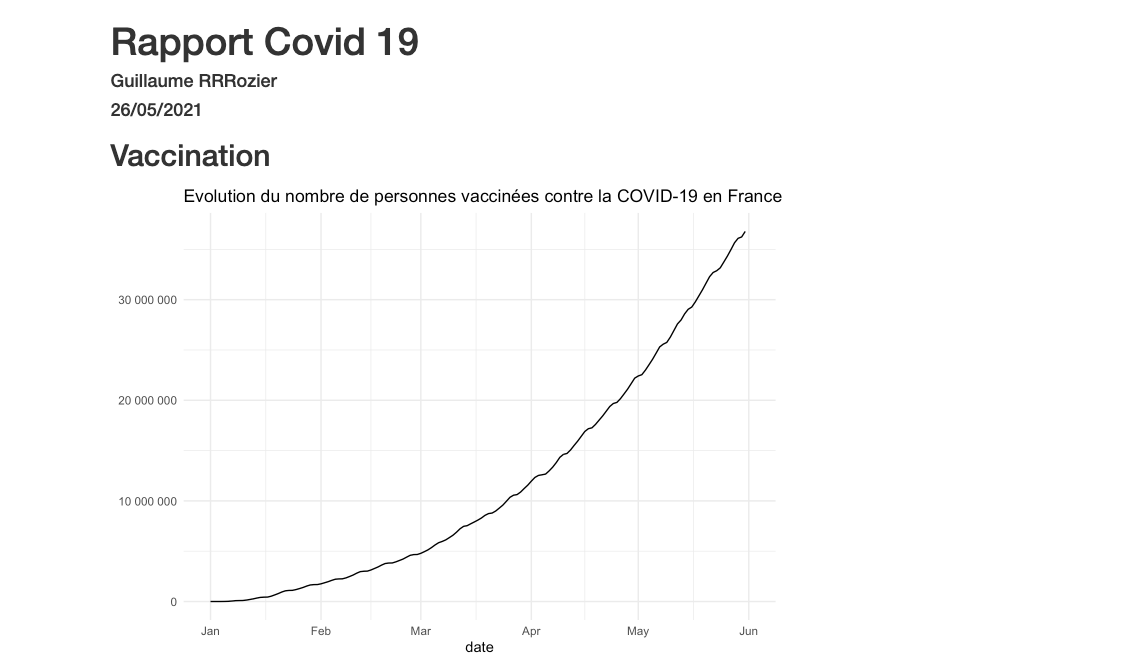 Rapport Covid 19
Guillaume RRRozier
26/05/2021
Vaccination
Evolution du nombre de personnes vaccinées contre la COVID-19 en France
30 000 000
20 000 000
10 000 000
0
Jan Feb Mar Apr May Jun
date